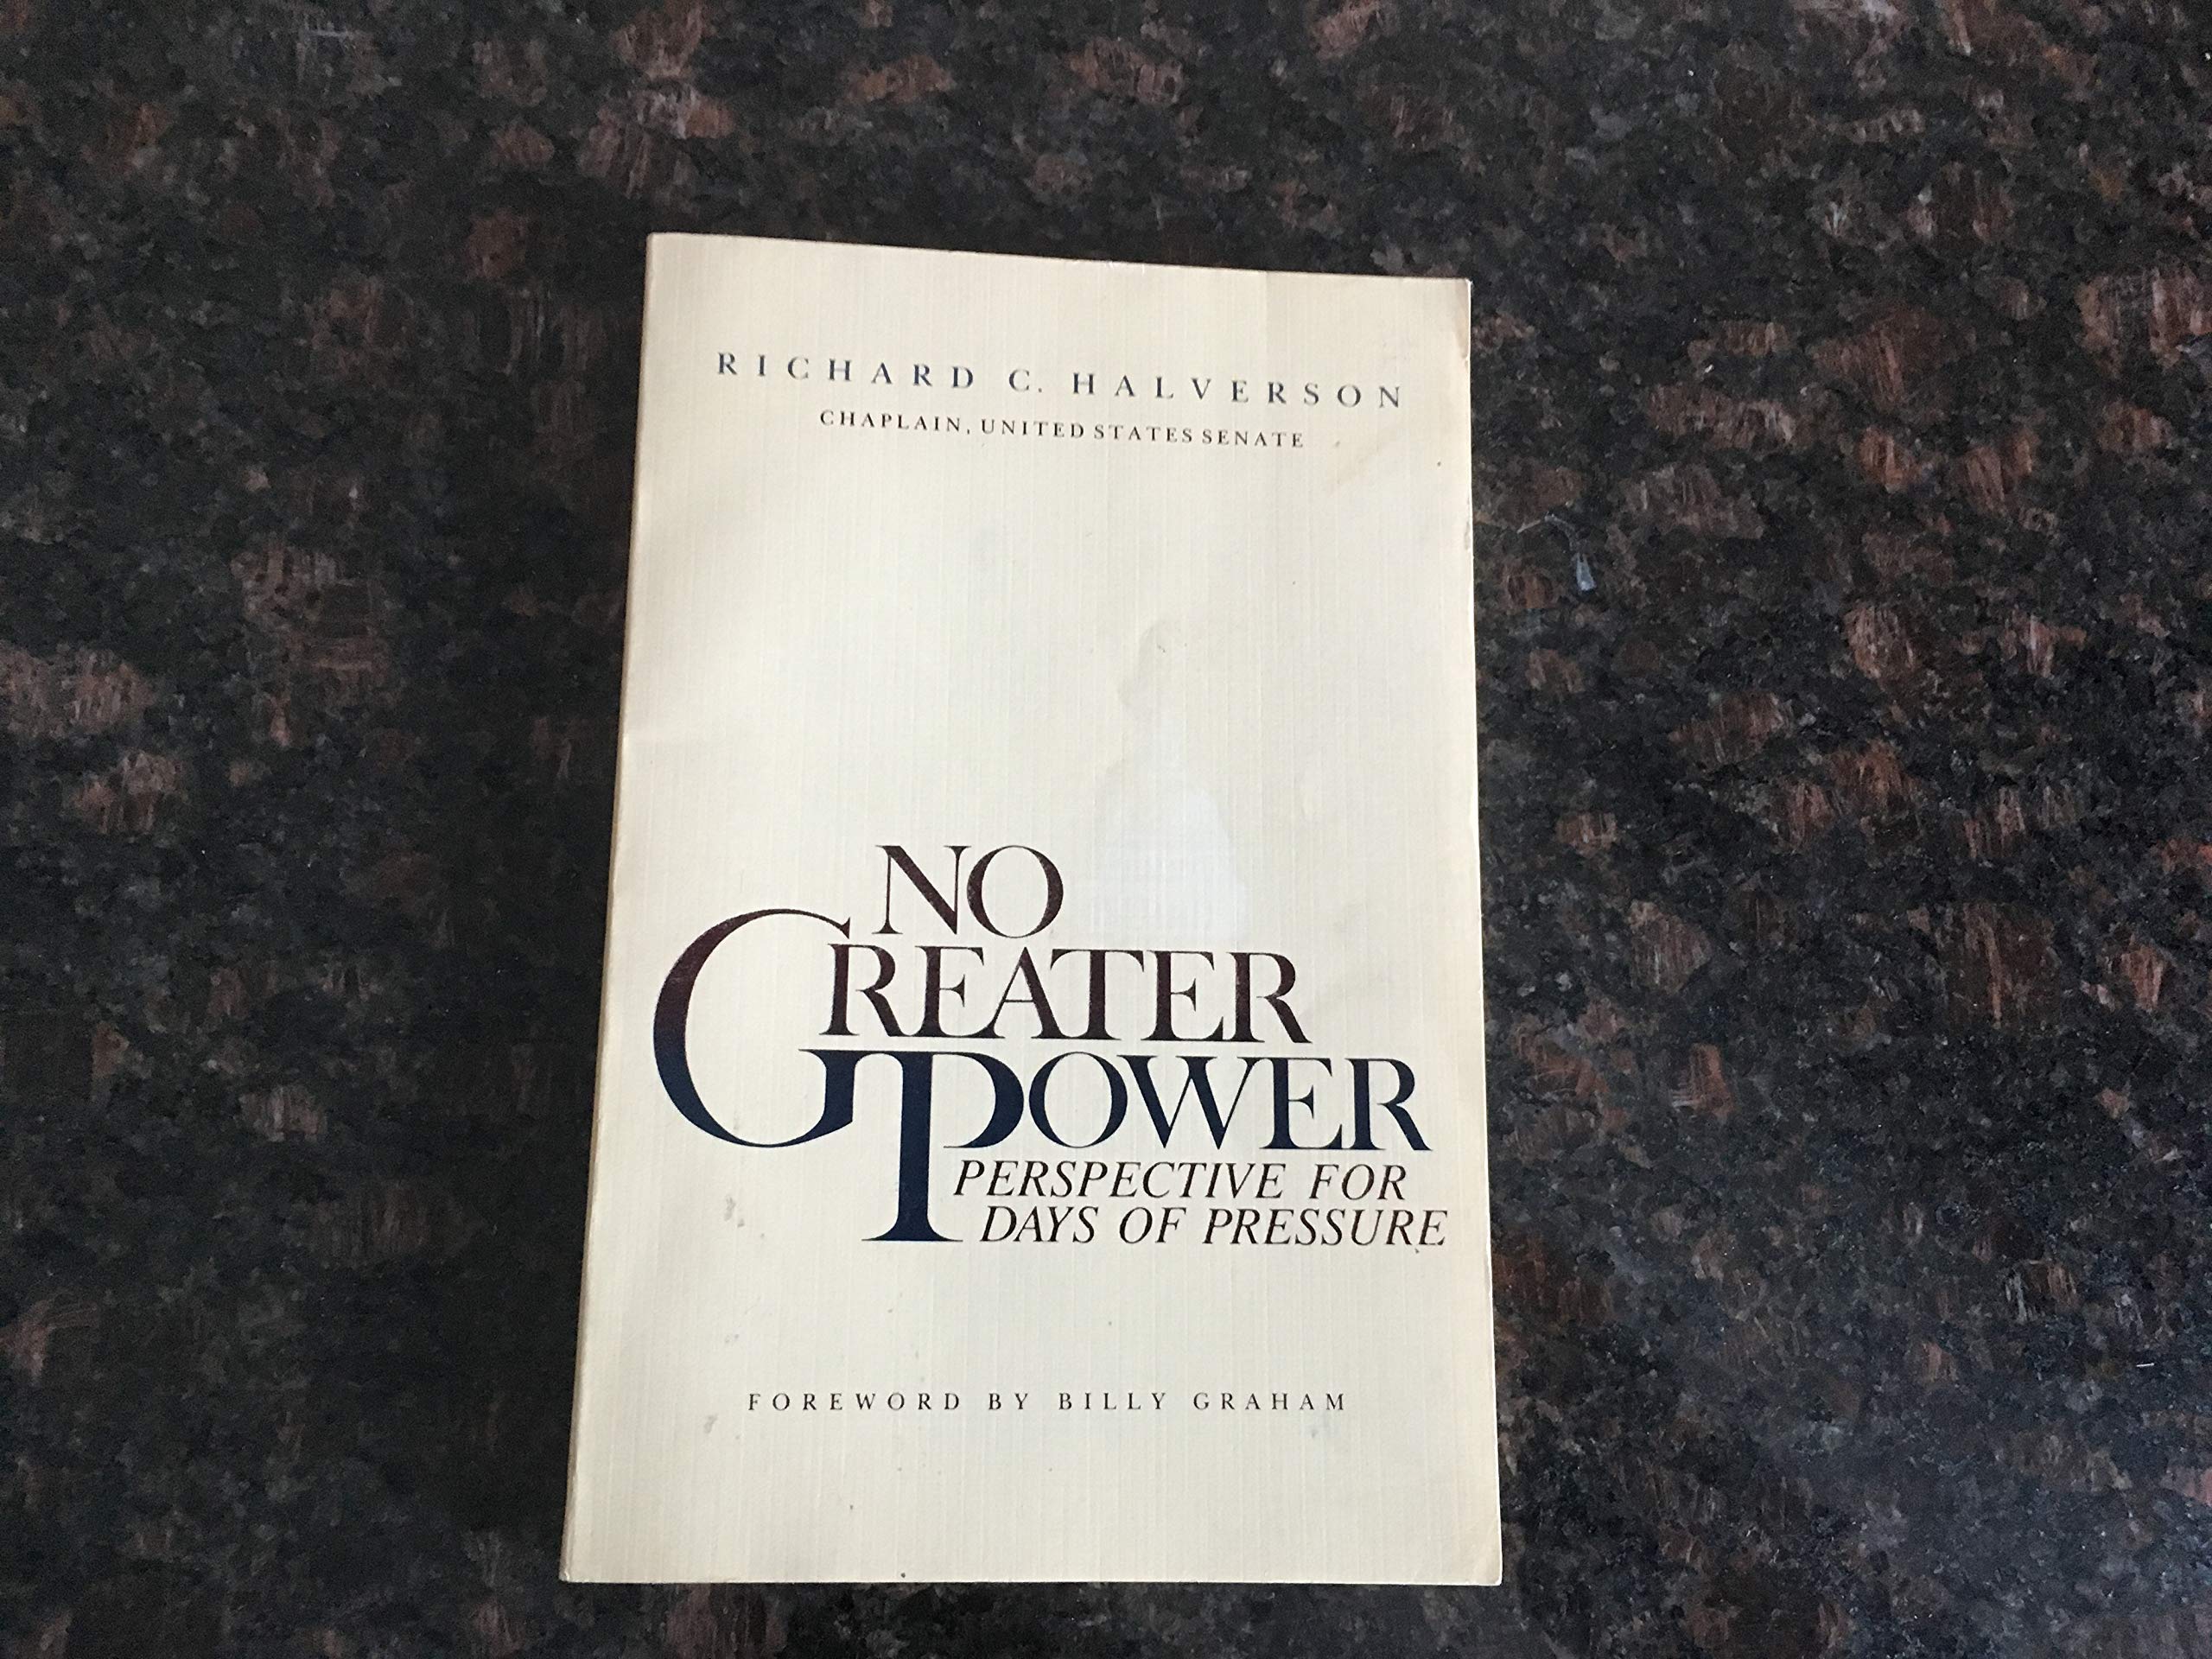 RICHARD C. HALVERSON
CHAPLAIN, UNITED STATES SENATE
NO
GREATER
POWER
PERSPECTIVE FOR
DAYS OF PRESSURE
FOREWORD BY BILLY GRAHAM